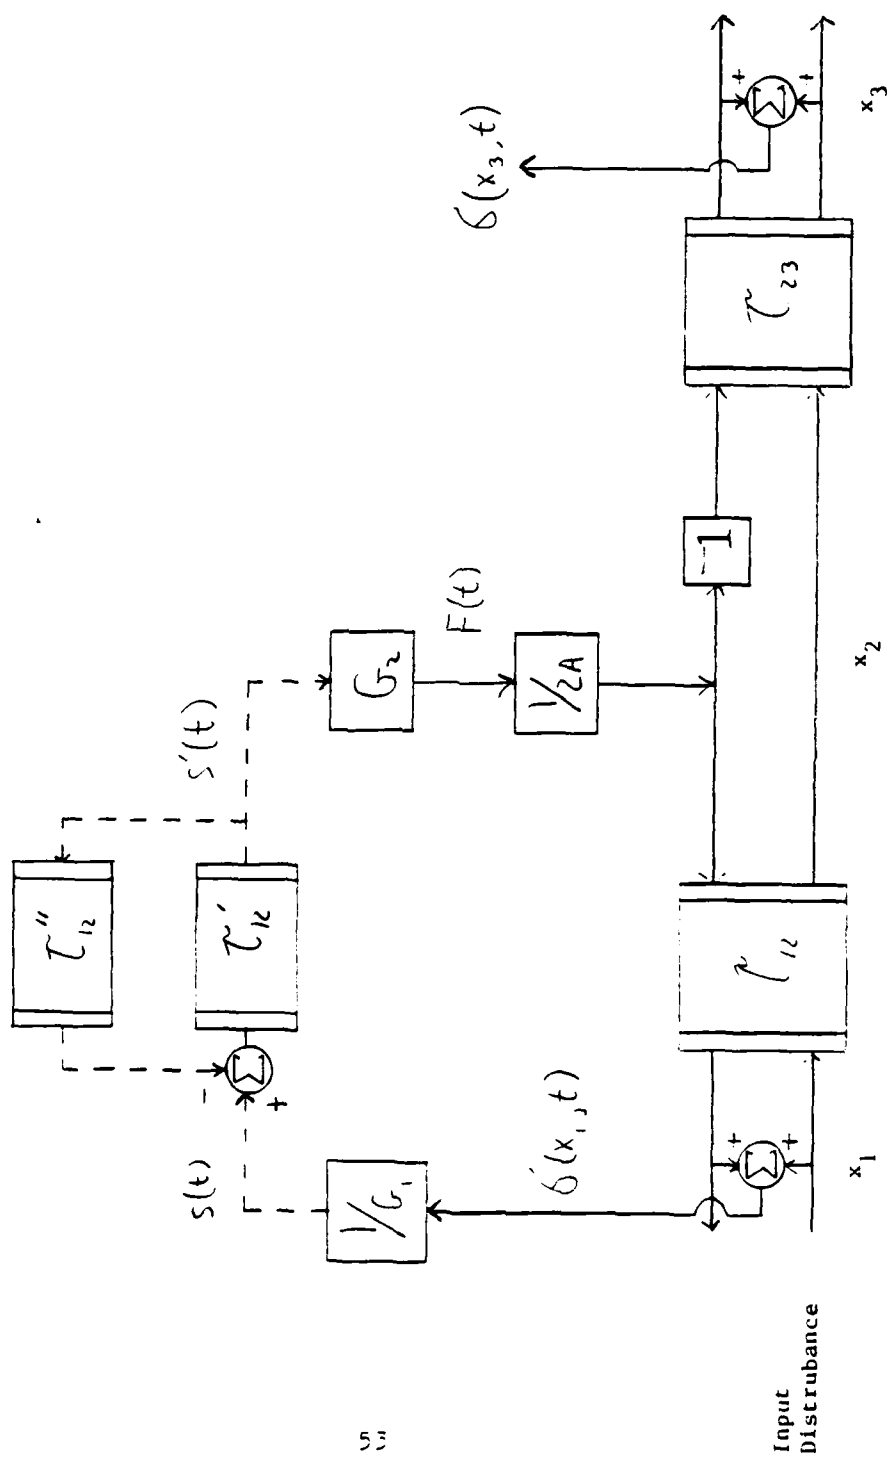 τ"₁₂
τ'₁₂
S'(t)
S(t)
Σ
-
+
G₂
F(t)
1/2A
1/G₁
σ(x₁,t)
σ(x₃,t)
-1
τ₁₂
τ₂₃
Σ
+
+
Σ
+
+
x₁
x₂
x₃
Input
Distrubance
53